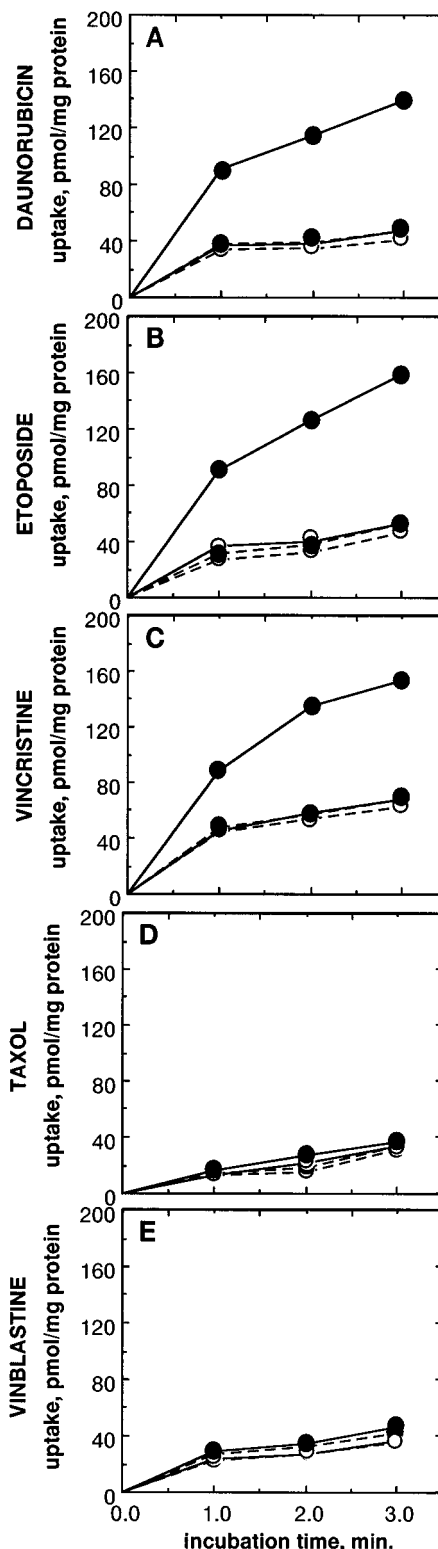 A
DAUNORUBICIN
uptake, pmol/mg protein
200
160
120
80
40
0
B
ETOPOSIDE
uptake, pmol/mg protein
200
160
120
80
40
0
C
VINCRISTINE
uptake, pmol/mg protein
200
160
120
80
40
0
D
TAXOL
uptake, pmol/mg protein
200
160
120
80
40
0
E
VINBLASTINE
uptake, pmol/mg protein
200
160
120
80
40
0
0.0 1.0 2.0 3.0
incubation time, min.